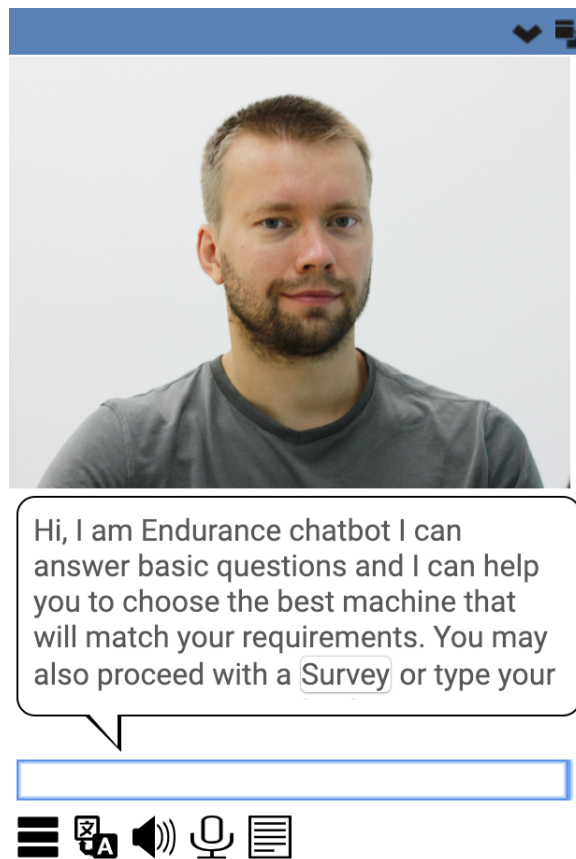 Hi, I am Endurance chatbot I can
answer basic questions and I can help
you to choose the best machine that
will match your requirements. You may
also proceed with a Survey or type your
文
A